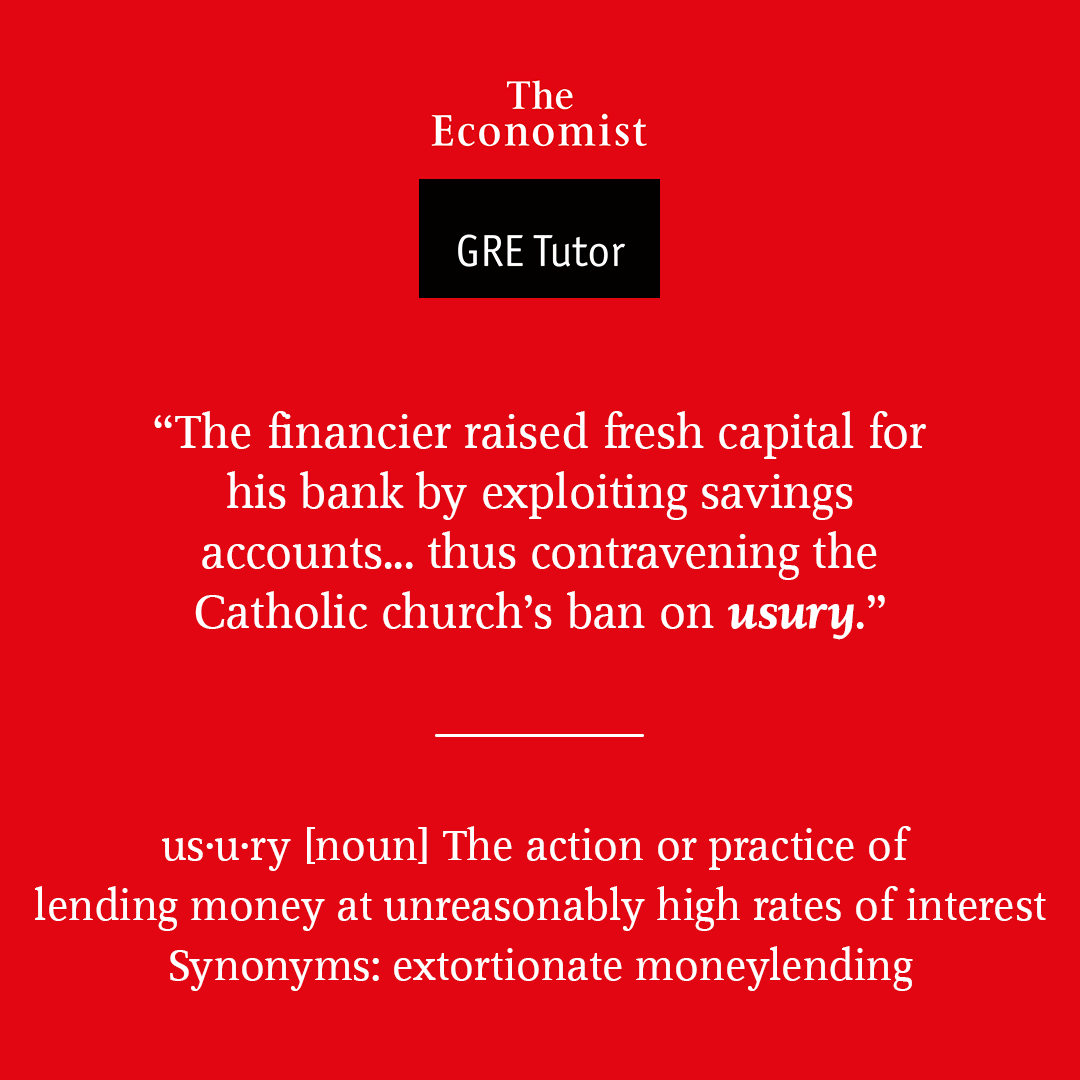 The
Economist
GRE Tutor
“The financier raised fresh capital for
his bank by exploiting savings
accounts... thus contravening the
Catholic church’s ban on usury.”
us·u·ry [noun] The action or practice of
lending money at unreasonably high rates of interest
Synonyms: extortionate moneylending